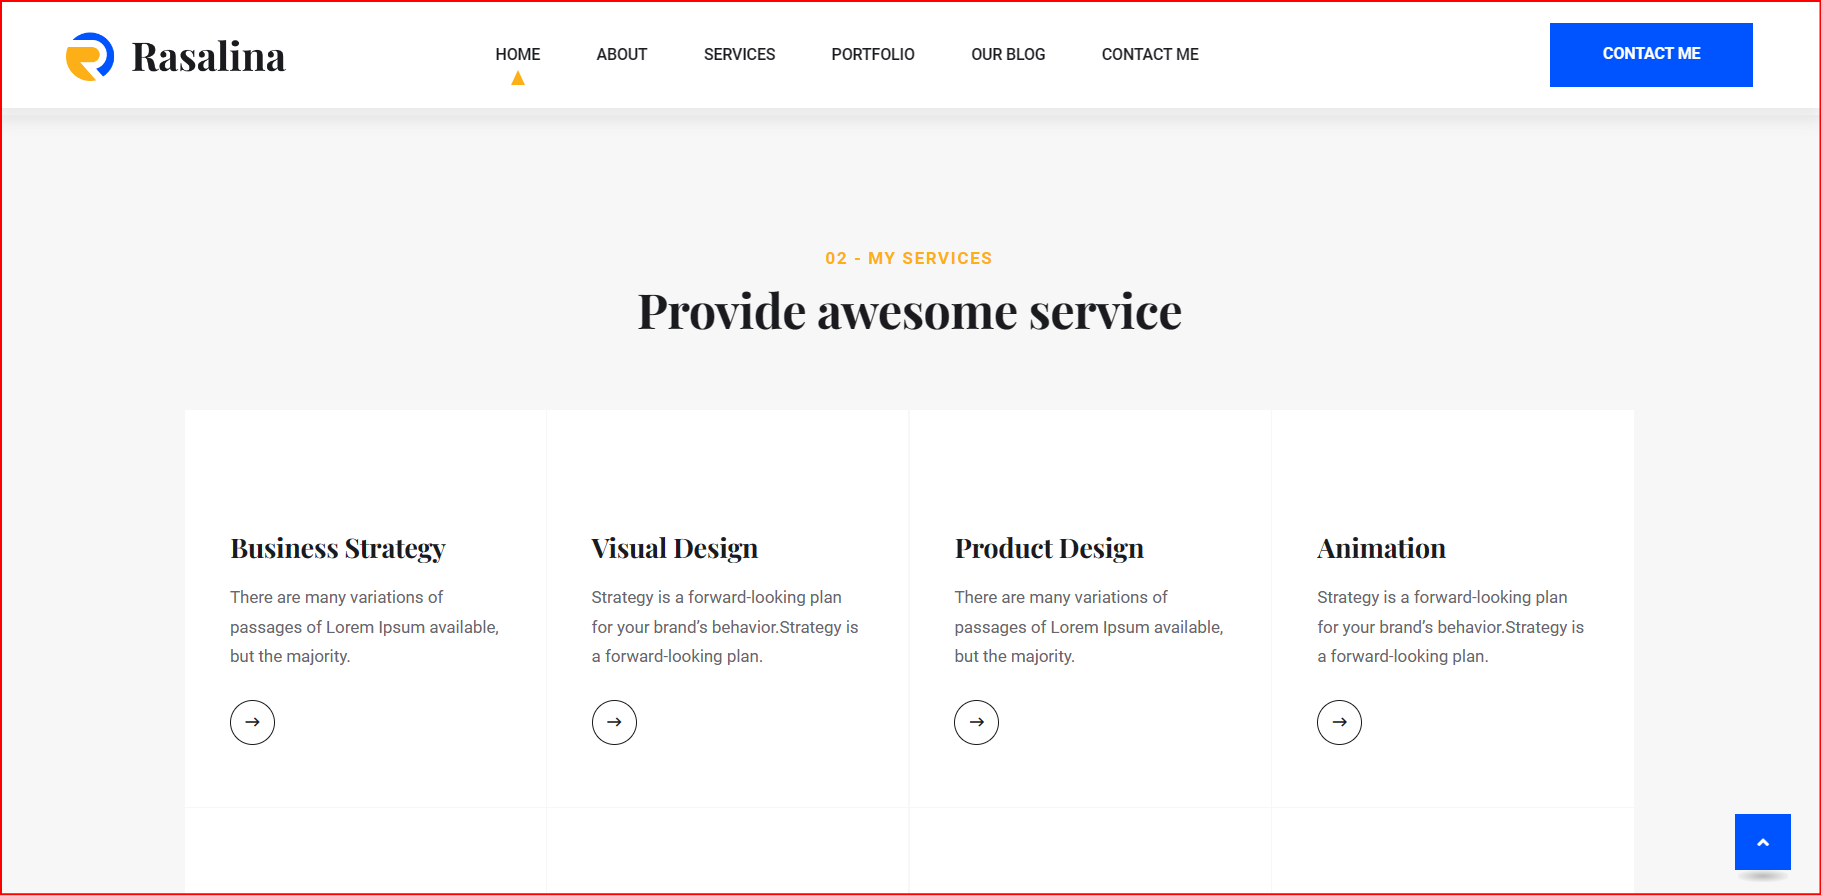 Rasalina
HOME ABOUT SERVICES PORTFOLIO OUR BLOG CONTACT ME
CONTACT ME
02 - MY SERVICES
Provide awesome service
Business Strategy
There are many variations of
passages of Lorem Ipsum available,
but the majority.
Visual Design
Strategy is a forward-looking plan
for your brand’s behavior.Strategy is
a forward-looking plan.
Product Design
There are many variations of
passages of Lorem Ipsum available,
but the majority.
Animation
Strategy is a forward-looking plan
for your brand’s behavior.Strategy is
a forward-looking plan.